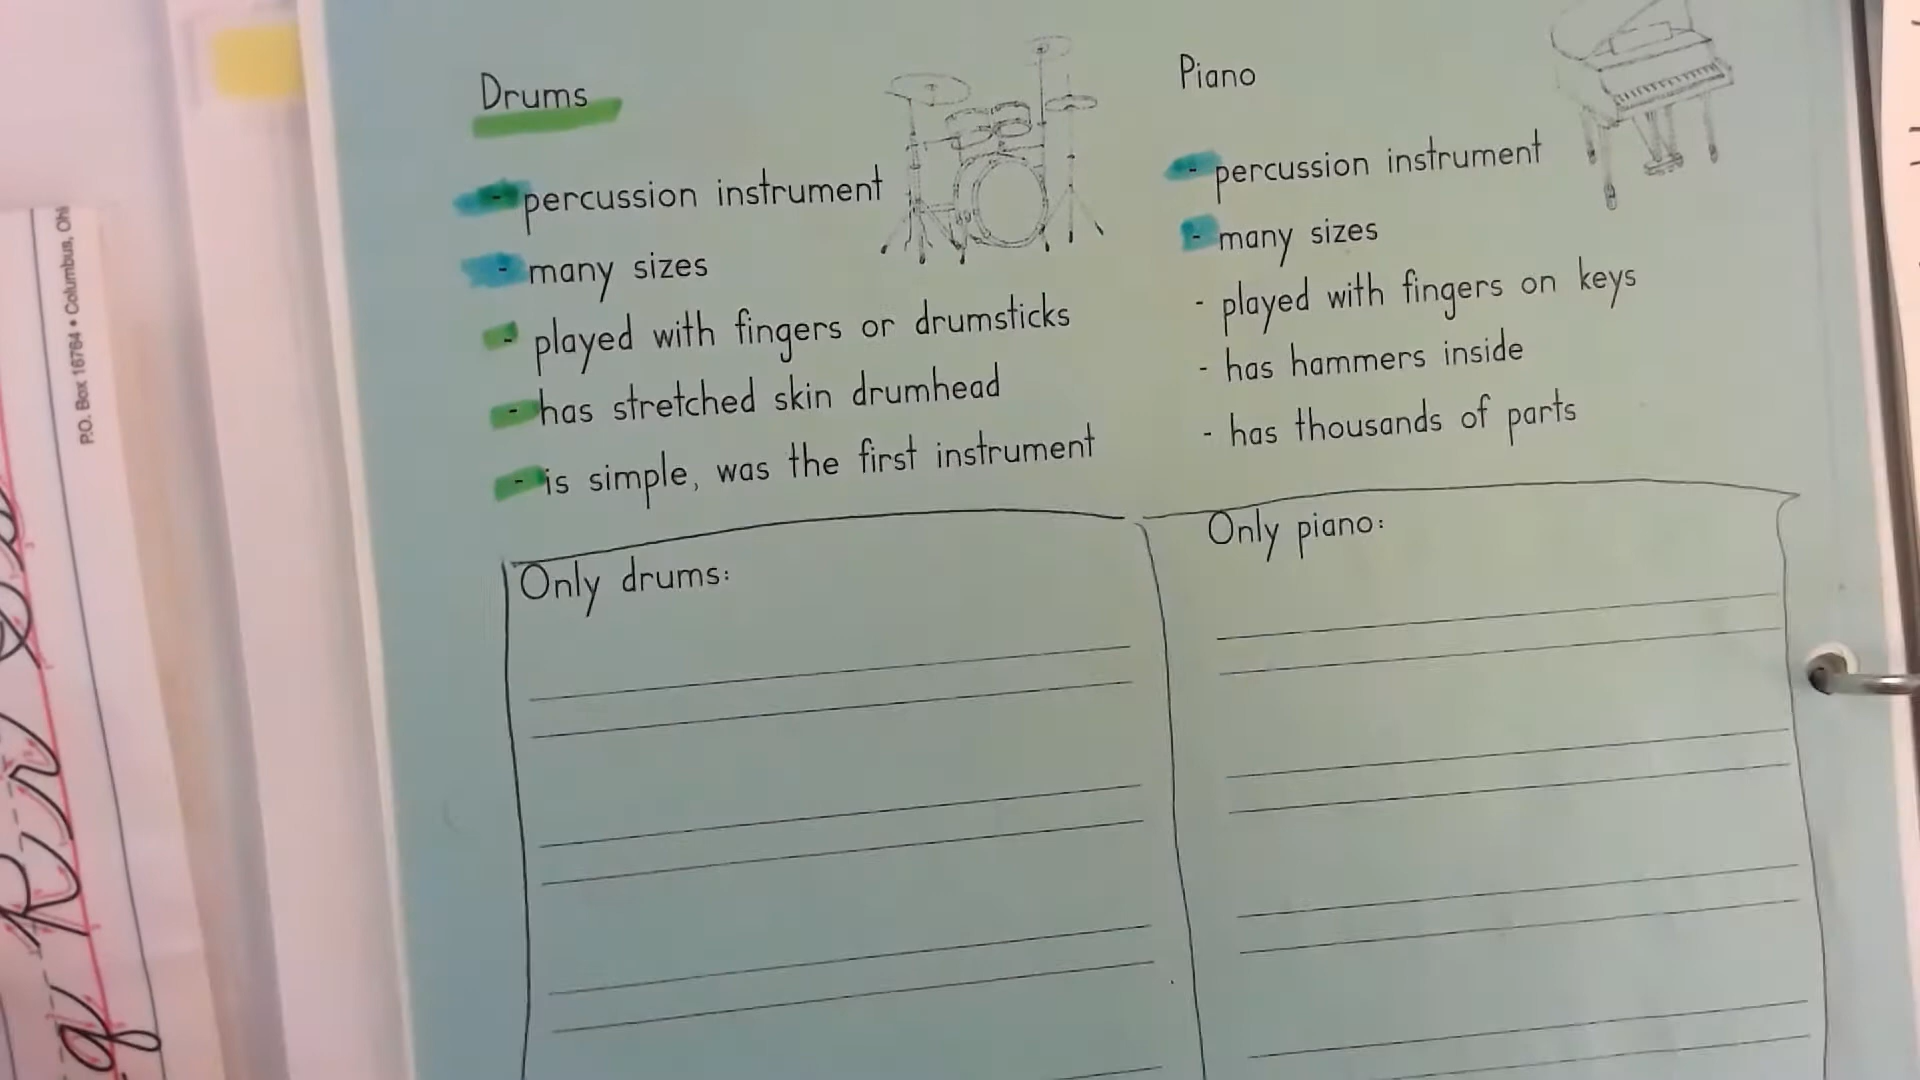 Drums
- percussion instrument
- many sizes
- played with fingers or drumsticks
- has stretched skin drumhead
- is simple, was the first instrument
Piano
- percussion instrument
- many sizes
- played with fingers on keys
- has hammers inside
- has thousands of parts
Only drums:
Only piano:
P.O. Box 16764 • Columbus, Ohi